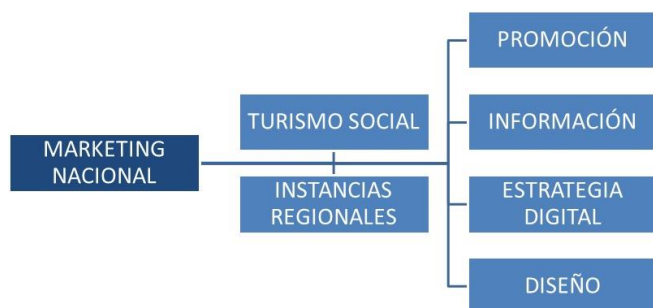 MARKETING
NACIONAL
TURISMO SOCIAL
INSTANCIAS
REGIONALES
PROMOCIÓN
INFORMACIÓN
ESTRATEGIA
DIGITAL
DISEÑO